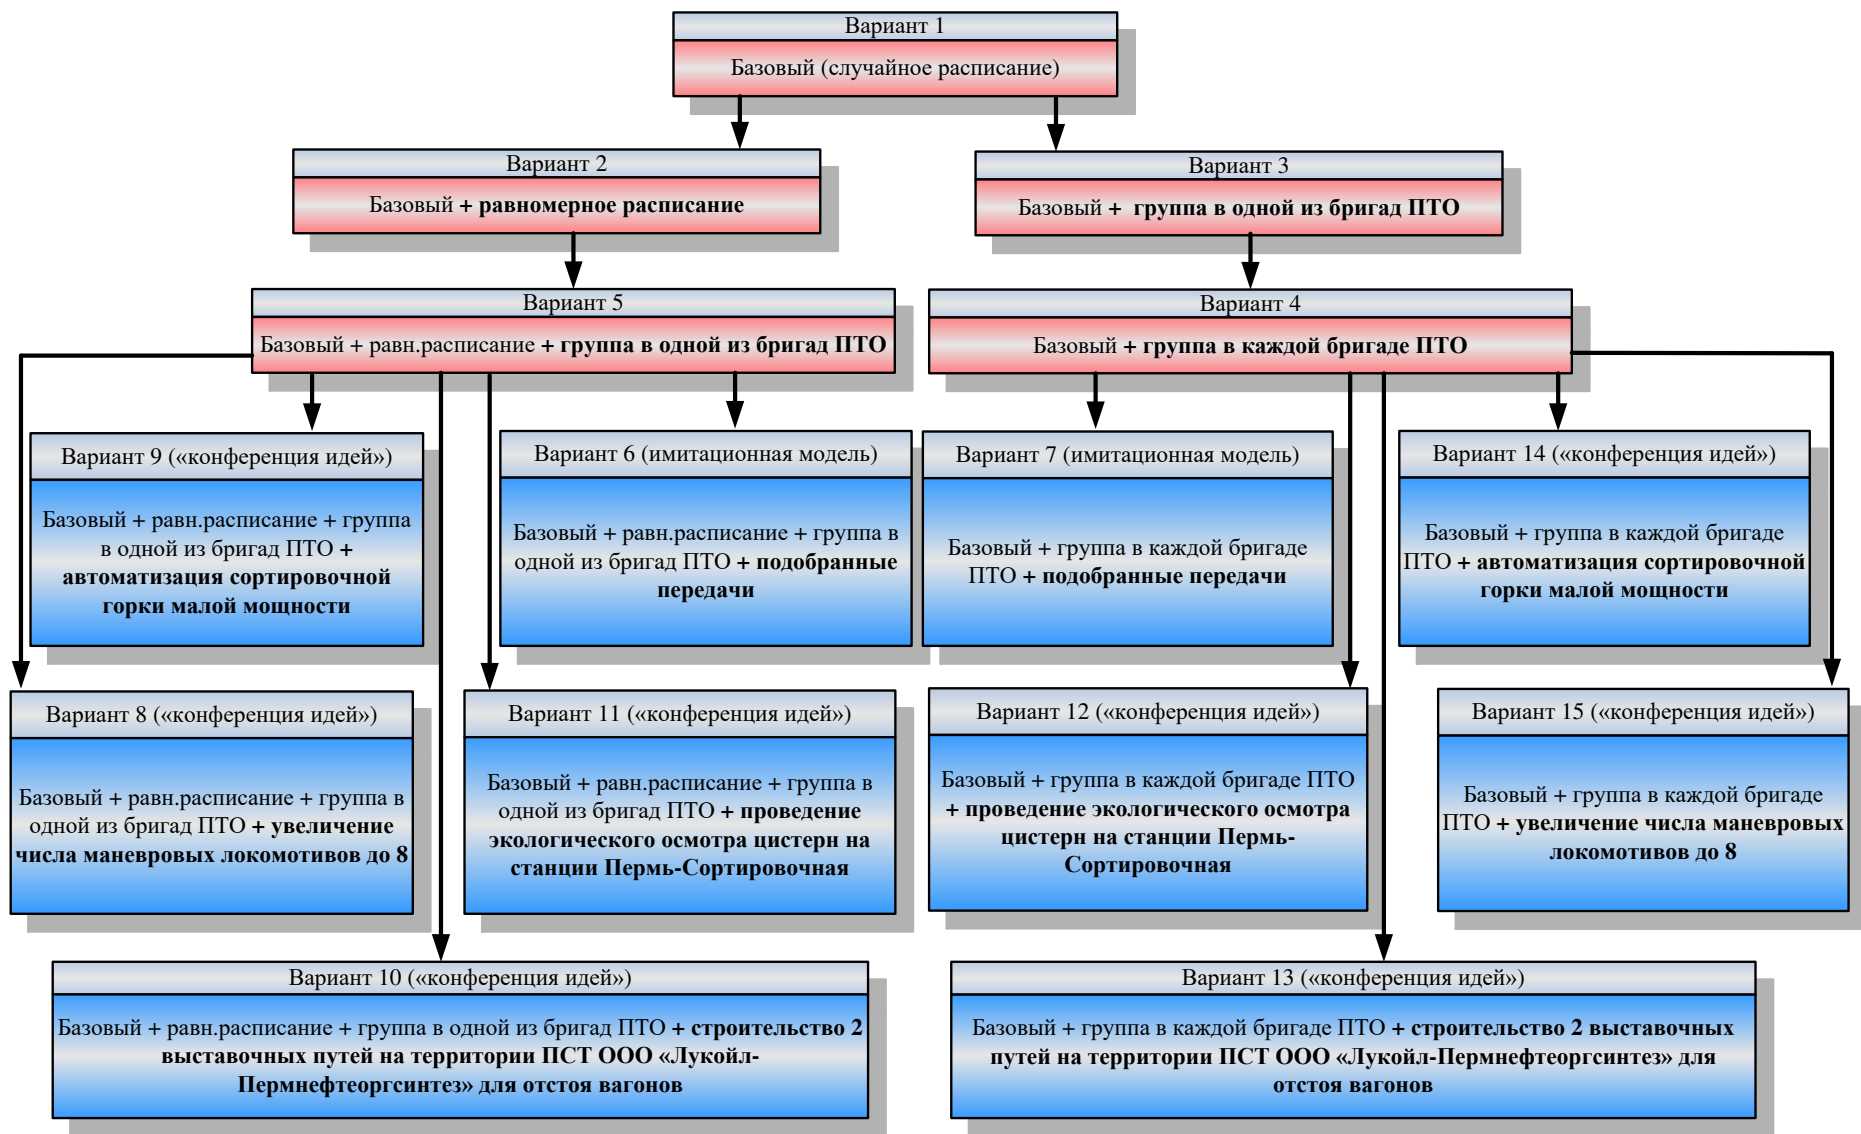 Вариант 1
Базовый (случайное расписание)
Вариант 2
Базовый + равномерное расписание
Вариант 3
Базовый +  группа в одной из бригад ПТО
Вариант 5
Базовый + равн.расписание + группа в одной из бригад ПТО
Вариант 4
Базовый + группа в каждой бригаде ПТО
Вариант 9 («конференция идей»)
Базовый + равн.расписание + группа
в одной из бригад ПТО +
автоматизация сортировочной
горки малой мощности
Вариант 6 (имитационная модель)
Базовый + равн.расписание + группа в
одной из бригад ПТО + подобранные
передачи
Вариант 7 (имитационная модель)
Базовый + группа в каждой бригаде
ПТО + подобранные передачи
Вариант 14 («конференция идей»)
Базовый + группа в каждой бригаде
ПТО + автоматизация сортировочной
горки малой мощности
Вариант 8 («конференция идей»)
Базовый + равн.расписание + группа в
одной из бригад ПТО + увеличение
числа маневровых локомотивов до 8
Вариант 11 («конференция идей»)
Базовый + равн.расписание + группа в
одной из бригад ПТО + проведение
экологического осмотра цистерн на
станции Пермь-Сортировочная
Вариант 12 («конференция идей»)
Базовый + группа в каждой бригаде ПТО
+ проведение экологического осмотра
цистерн на станции Пермь-
Сортировочная
Вариант 15 («конференция идей»)
Базовый + группа в каждой бригаде
ПТО + увеличение числа маневровых
локомотивов до 8
Вариант 10 («конференция идей»)
Базовый + равн.расписание + группа в одной из бригад ПТО + строительство 2
выставочных путей на территории ПСТ ООО «Лукойл-
Пермнефтеоргсинтез» для отстоя вагонов
Вариант 13 («конференция идей»)
Базовый + группа в каждой бригаде ПТО + строительство 2 выставочных
путей на территории ПСТ ООО «Лукойл-Пермнефтеоргсинтез» для
отстоя вагонов